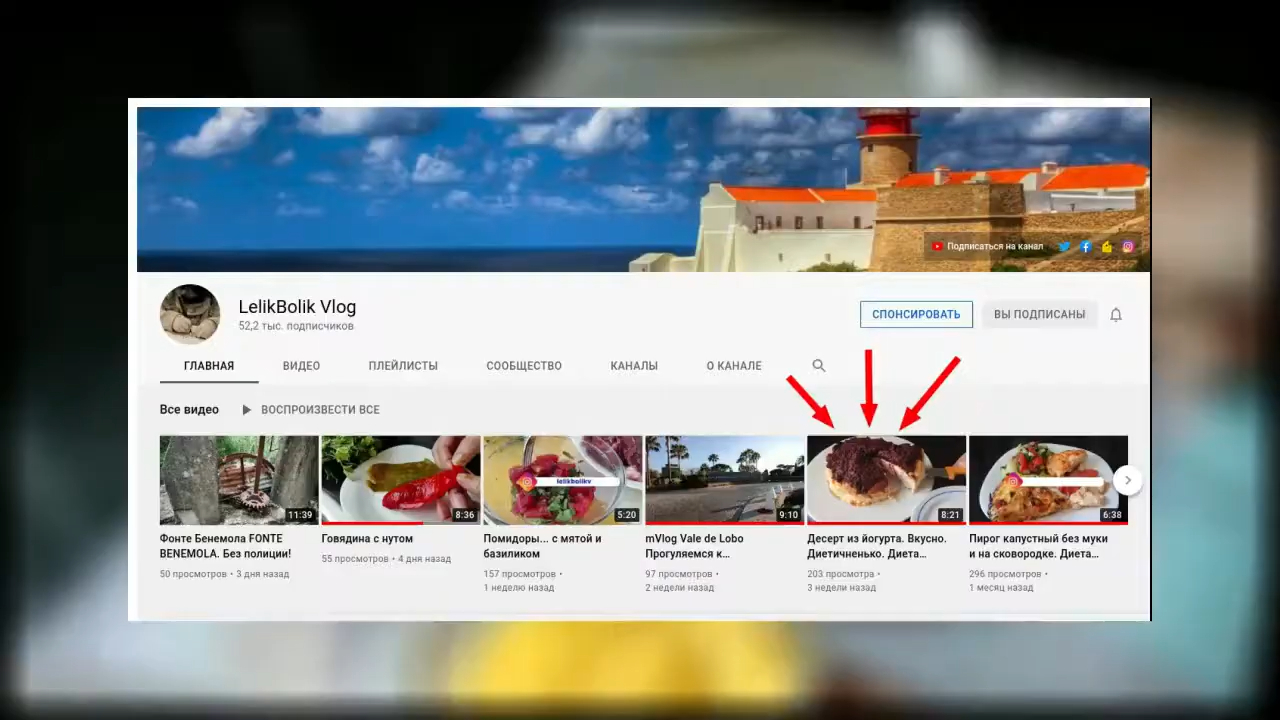 Подписаться на канал
LelikBolik Vlog
52,2 тыс. подписчиков
СПОНСИРОВАТЬ
ВЫ ПОДПИСАНЫ
ГЛАВНАЯ
ВИДЕО
ПЛЕЙЛИСТЫ
СООБЩЕСТВО
КАНАЛЫ
О КАНАЛЕ
Все видео
ВОСПРОИЗВЕСТИ ВСЕ
11:39
Фонте Бенемола FONTE
BENEMOLA. Без полиции!
50 просмотров • 3 дня назад
8:36
Говядина с нутом
55 просмотров • 4 дня назад
lelikbolikv
5:20
Помидоры... с мятой и
базиликом
157 просмотров •
1 неделю назад
9:10
mVlog Vale de Lobo
Прогуляемся к...
97 просмотров •
2 недели назад
8:21
Десерт из йогурта. Вкусно.
Диетичненько. Диета...
203 просмотра •
3 недели назад
6:38
Пирог капустный без муки
и на сковородке. Диета...
296 просмотров •
1 месяц назад